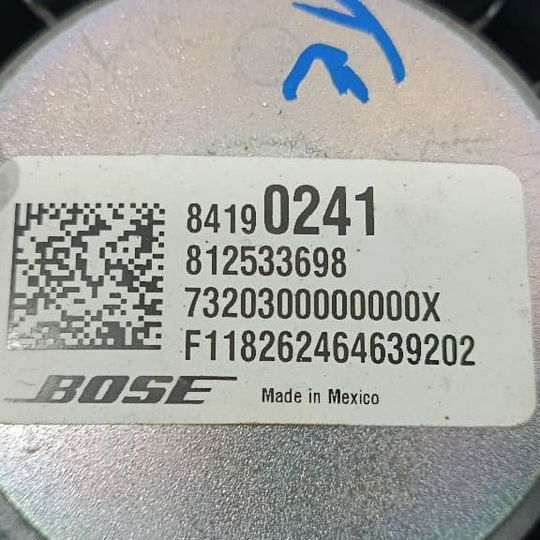 84190241
812533698
7320300000000X
F118262464639202
BOSE Made in Mexico